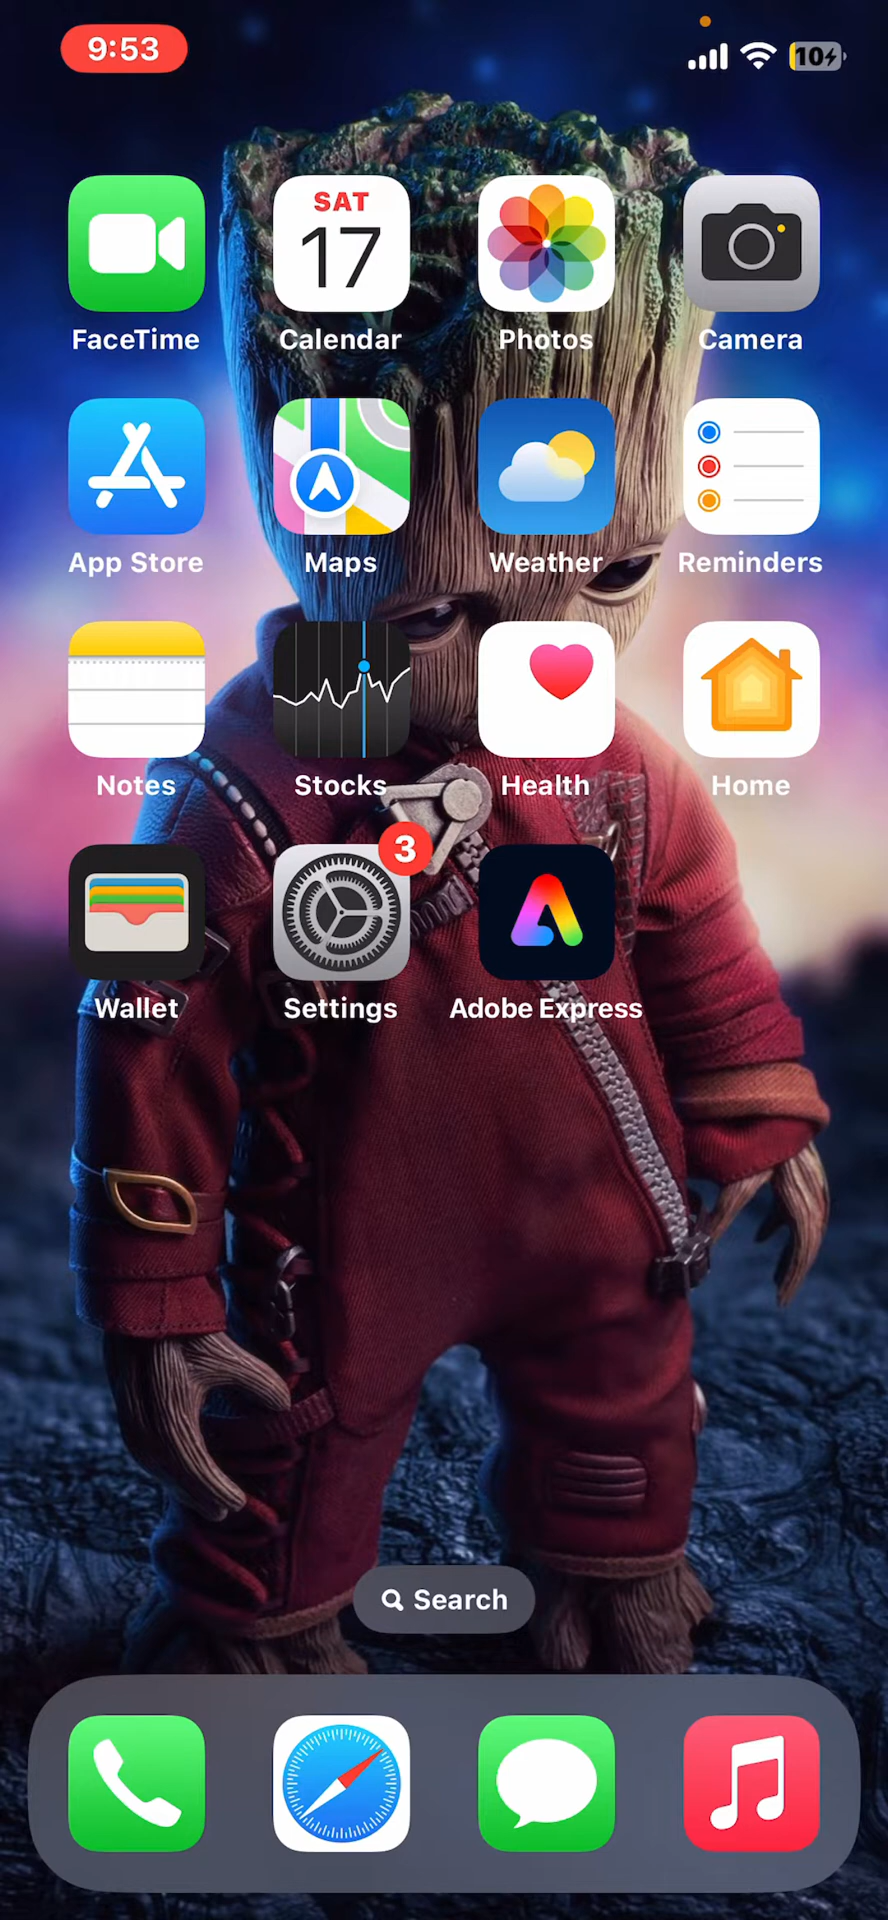 9:53
10
SAT
17
FaceTime
Calendar
Photos
Camera
App Store
Maps
Weather
Reminders
Notes
Stocks
Health
Home
3
Wallet
Settings
Adobe Express
Search